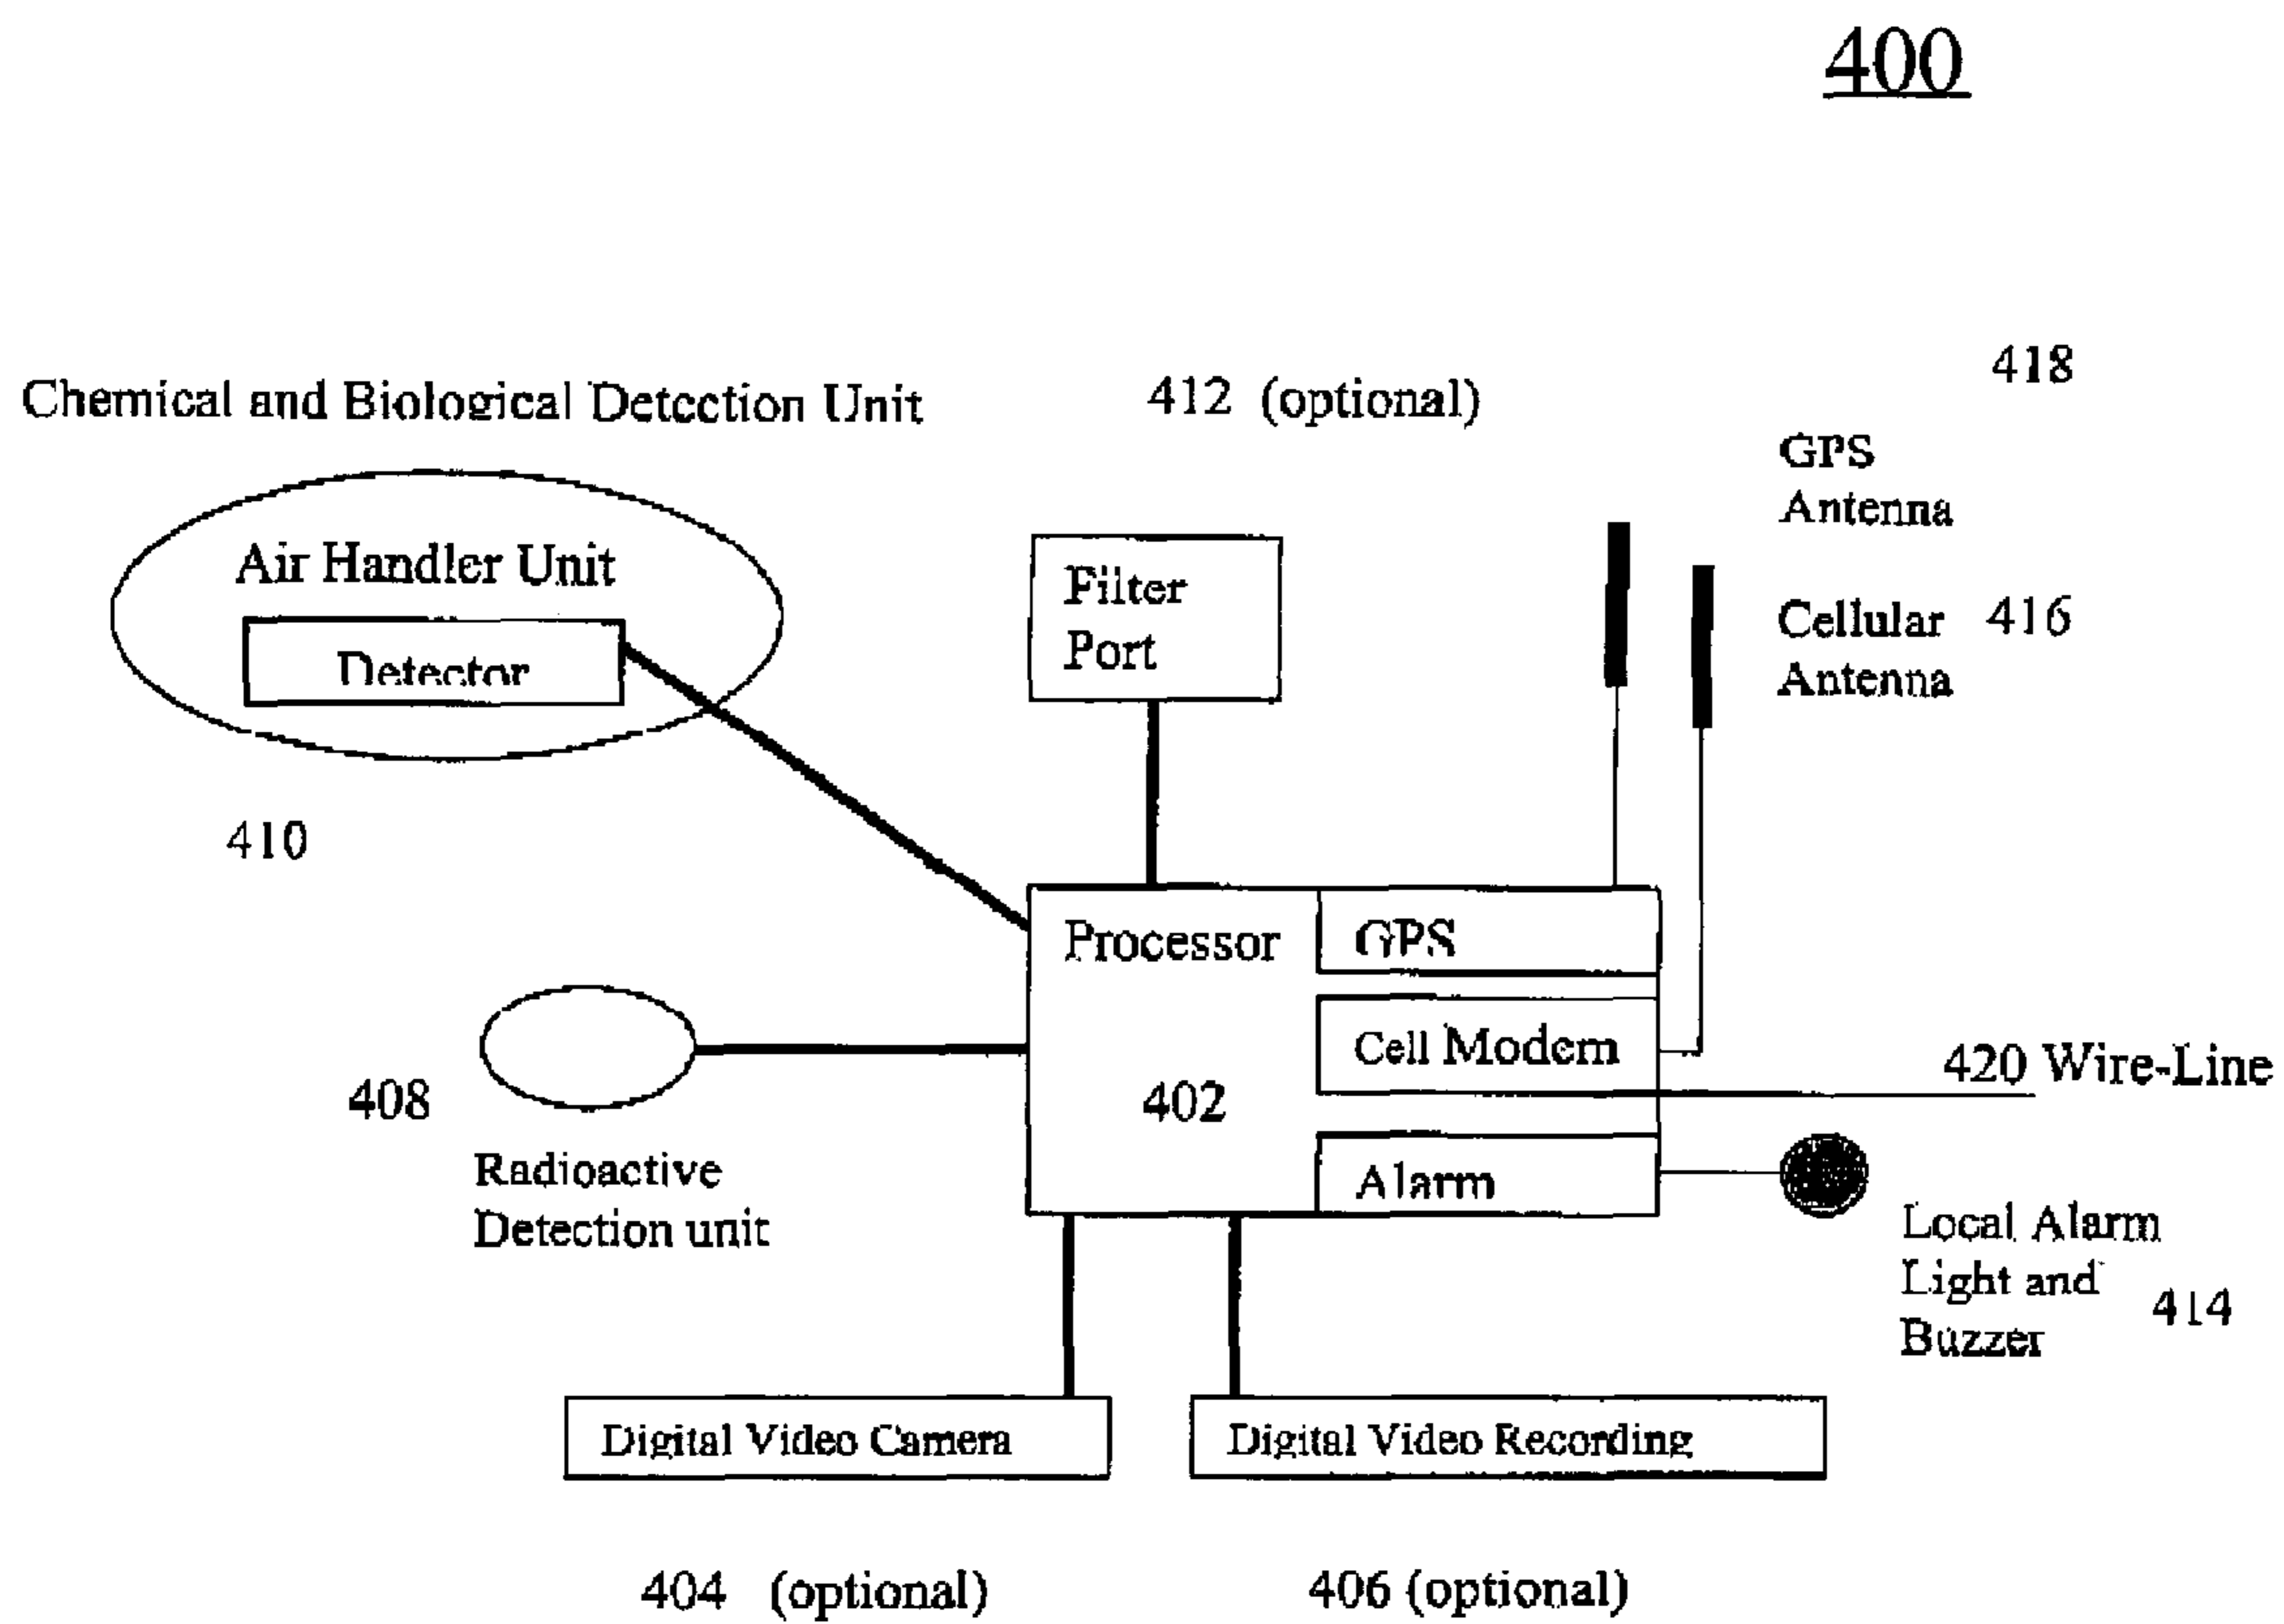 400
418
Chemical and Biological Detection Unit
412 (optional)
GPS
Antenna
Air Handler Unit
Detector
Filter
Port
Cellular 416
Antenna
410
Processor
402
GPS
Cell Modem
Alarm
420 Wire-Line
408
Radioactive
Detection unit
Local Alarm
Light and
Buzzer
414
Digital Video Camera
Digital Video Recording
404 (optional)
406 (optional)